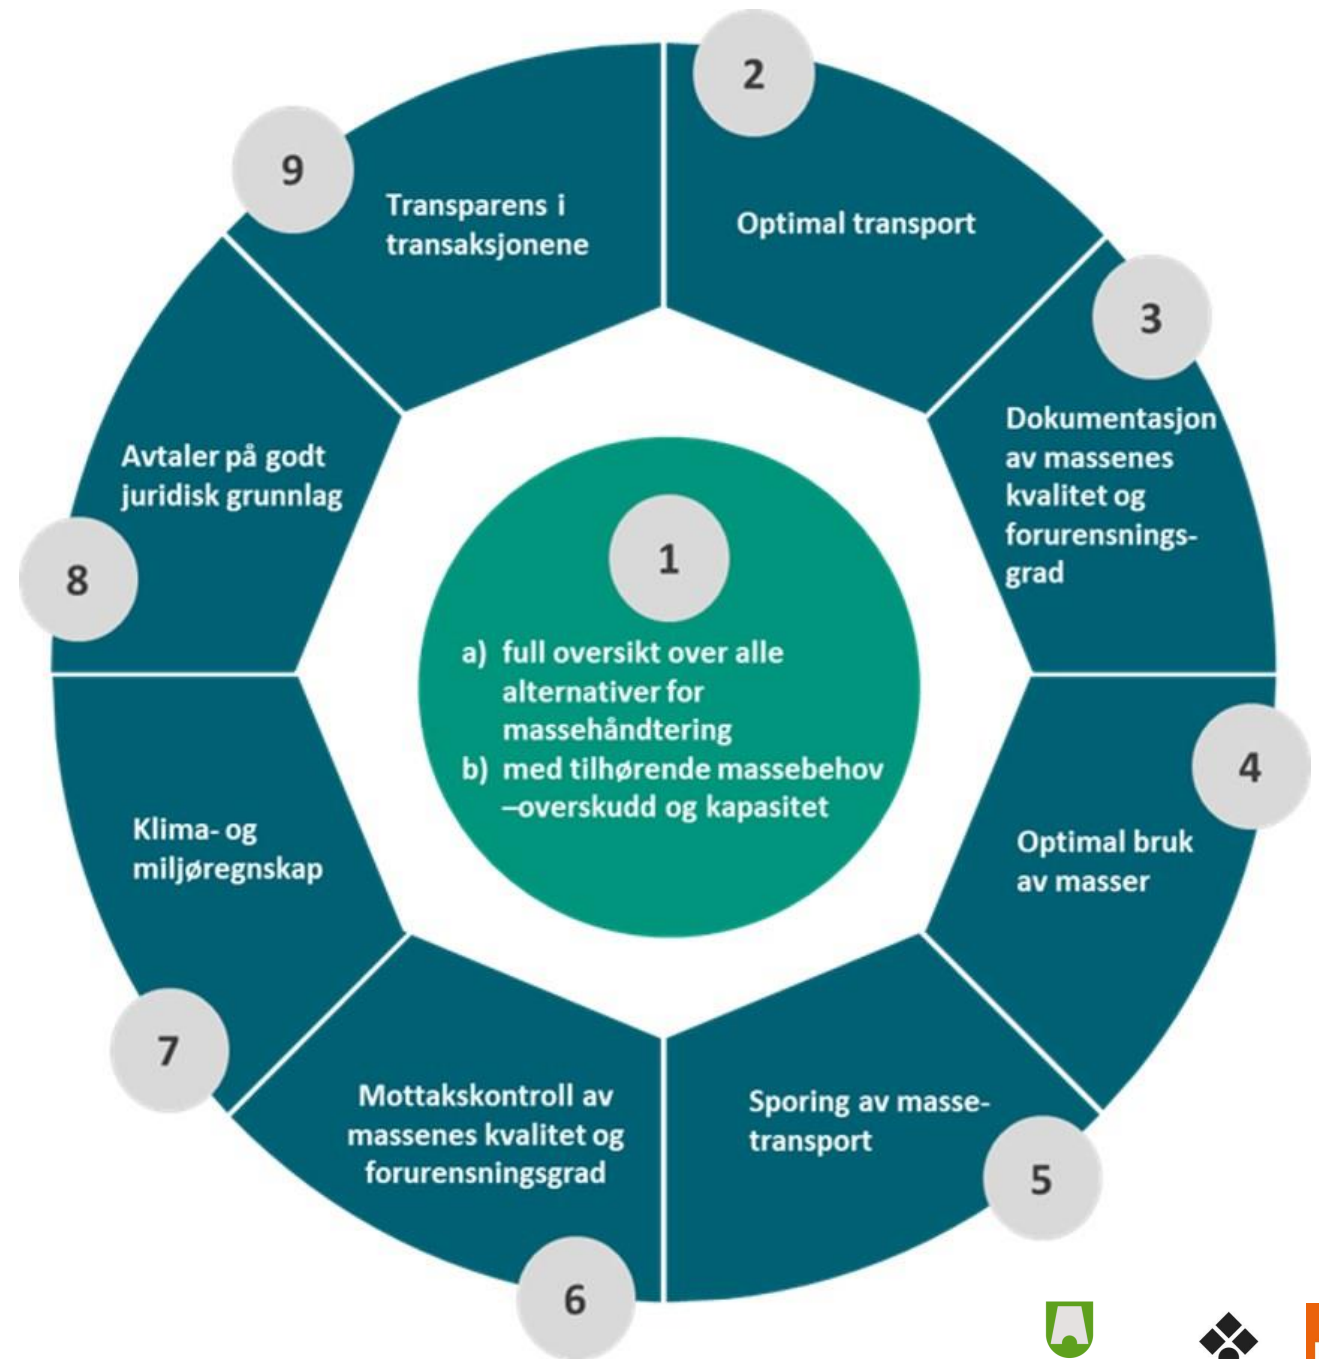 1
a) full oversikt over alle
alternativer for
massehåndtering
b) med tilhørende massebehov
–overskudd og kapasitet
2
Optimal transport
3
Dokumentasjon
av massenes
kvalitet og
forurensnings-
grad
4
Optimal bruk
av masser
5
Sporing av masse-
transport
6
Mottakskontroll av
massenes kvalitet og
forurensningsgrad
7
Klima- og
miljøregnskap
8
Avtaler på godt
juridisk grunnlag
9
Transparens i
transaksjonene